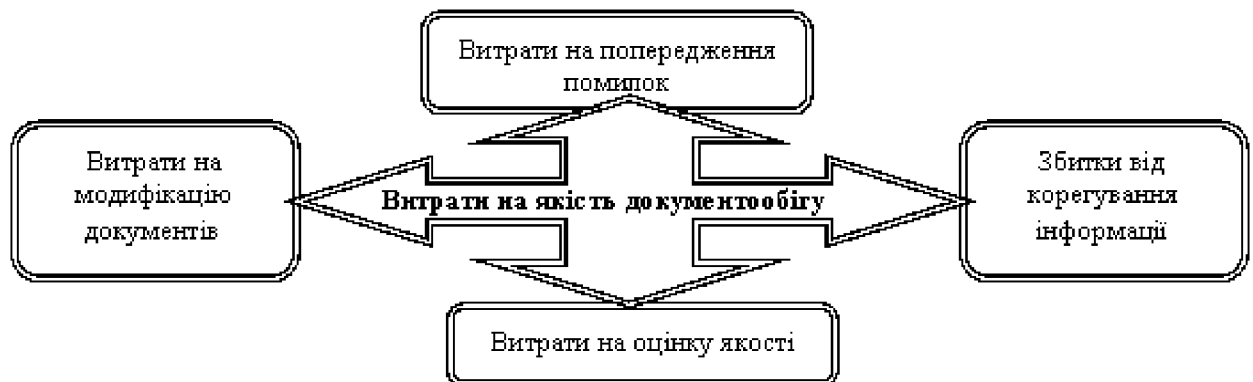 Витрати на попередження
помилок
Витрати на
модифікацію
документів
Витрати на якість документообігу
Збитки від
корегування
інформації
Витрати на оцінку якості